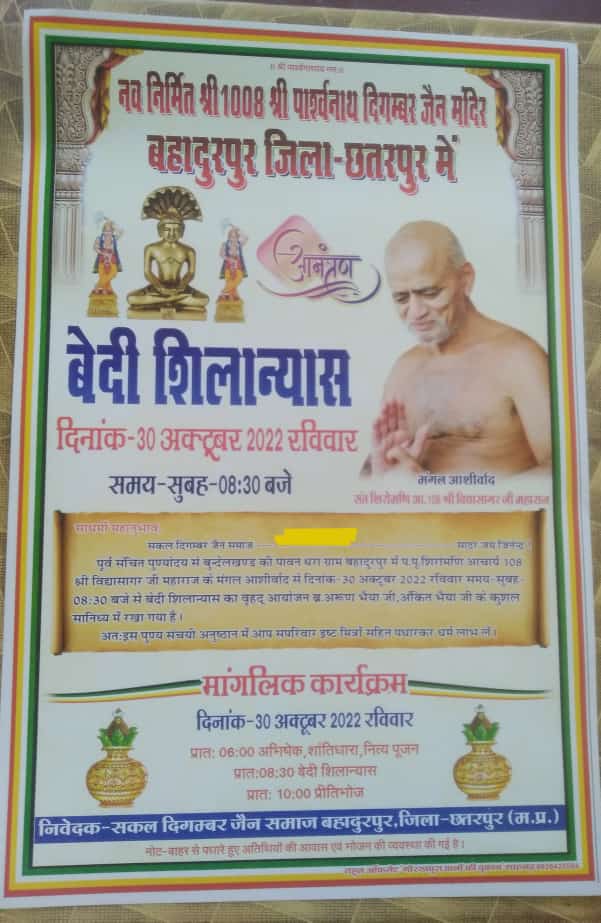 ॥ श्री पार्श्वनाथाय नमः॥
नव निर्मित श्री 1008 श्री पार्श्वनाथ दिगम्बर जैन मंदिर
बहादुरपुर जिला-छतरपुर में
आमंत्रण
बेदी शिलान्यास
दिनांक-30 अक्टूबर 2022 रविवार
समय-सुबह-08:30 बजे
मंगल आशीर्वाद
संत शिरोमणि आ.108 श्री विद्यासागर जी महाराज
साधर्मी महानुभाव,
सकल दिगम्बर जैन समाज सादर जय जिनेन्द्र
पूर्व संचित पुण्योदय से बुन्देलखण्ड की पावन धरा ग्राम बहादुरपुर में प.पू.शिरोमणि आचार्य 108
श्री विद्यासागर जी महाराज के मंगल आशीर्वाद से दिनांक-30 अक्टूबर 2022 रविवार समय-सुबह-
08:30 बजे से बेदी शिलान्यास का वृहद् आयोजन ब्र.अरूण भैया जी,अंकित भैया जी के कुशल
सानिध्य में रखा गया है।
अतःइस पुण्य संचयी अनुष्ठान में आप सपरिवार इष्ट मित्रों सहित पधारकर धर्म लाभ लें।
मांगलिक कार्यक्रम
दिनांक-30 अक्टूबर 2022 रविवार
प्रातः 06:00 अभिषेक,शांतिधारा,नित्य पूजन
प्रातः08:30 बेदी शिलान्यास
प्रातः 10:00 प्रीतिभोज
निवेदक-सकल दिगम्बर जैन समाज बहादुरपुर,जिला-छतरपुर (म.प्र.)
नोट-बाहर से पधारे हुए अतिथियों की आवास एवं भोजन की व्यवस्था की गई है।